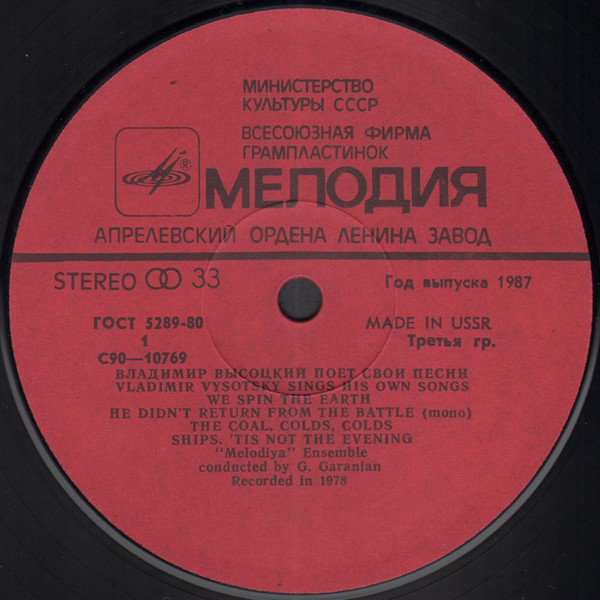 МИНИСТЕРСТВО
КУЛЬТУРЫ СССР
ВСЕСОЮЗНАЯ ФИРМА
ГРАМПЛАСТИНОК
®
МЕЛОДИЯ
АПРЕЛЕВСКИЙ ОРДЕНА ЛЕНИНА ЗАВОД
STEREO 33
Год выпуска 1987
ГОСТ 5289-80
MADE IN USSR
1
Третья гр.
С90—10769
ВЛАДИМИР ВЫСОЦКИЙ ПОЕТ СВОИ ПЕСНИ
VLADIMIR VYSOTSKY SINGS HIS OWN SONGS
WE SPIN THE EARTH
HE DIDN'T RETURN FROM THE BATTLE (mono)
THE COAL. COLDS, COLDS
SHIPS. 'TIS NOT THE EVENING
"Melodiya" Ensemble
conducted by G. Garanian
Recorded in 1978